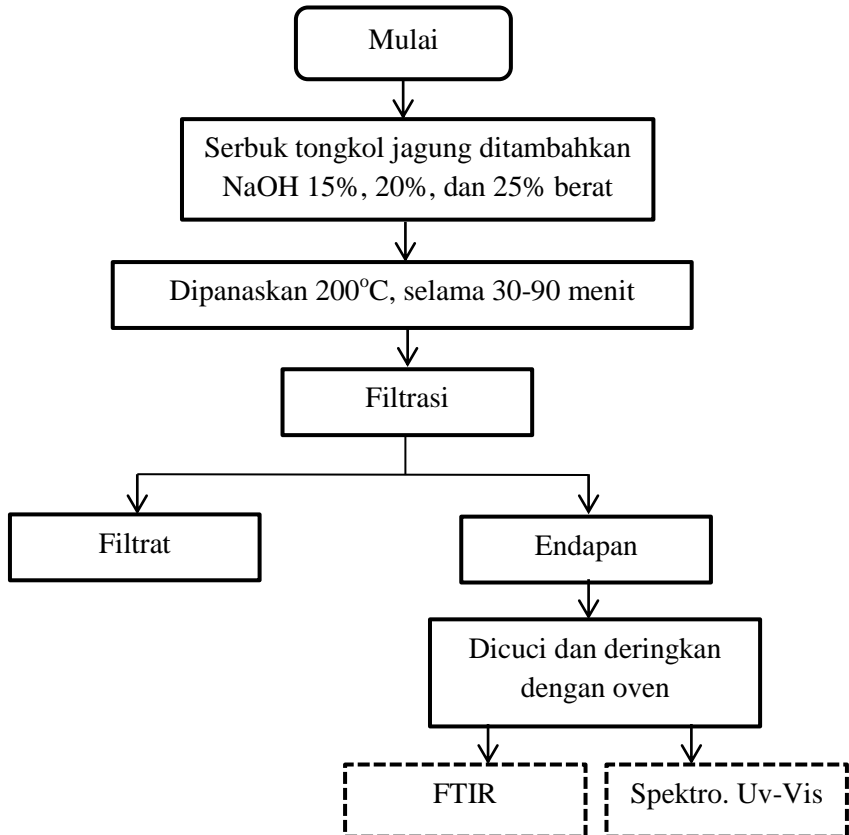 Mulai
Serbuk tongkol jagung ditambahkan
NaOH 15%, 20%, dan 25% berat
Dipanaskan 200°C, selama 30-90 menit
Filtrasi
Filtrat
Endapan
Dicuci dan deringkan
dengan oven
FTIR
Spektro. Uv-Vis